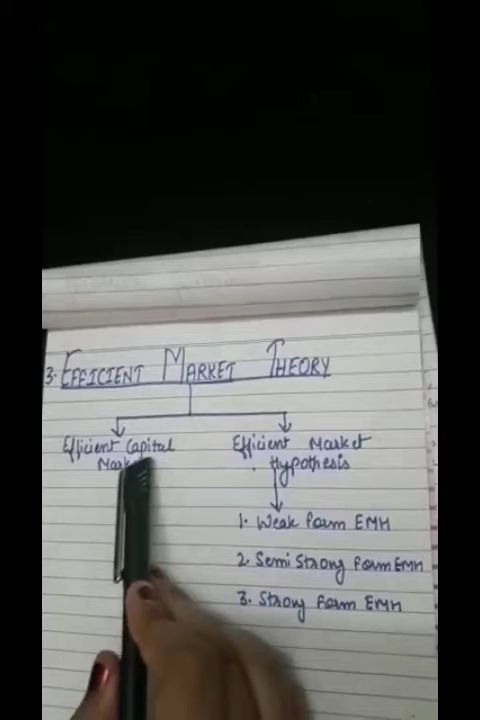 3. EFFICIENT MARKET THEORY
Efficient Capital
Efficient Market
Hypothesis
1. Weak form EMH
2. Semi Strong form EMH
3. Strong form EMH